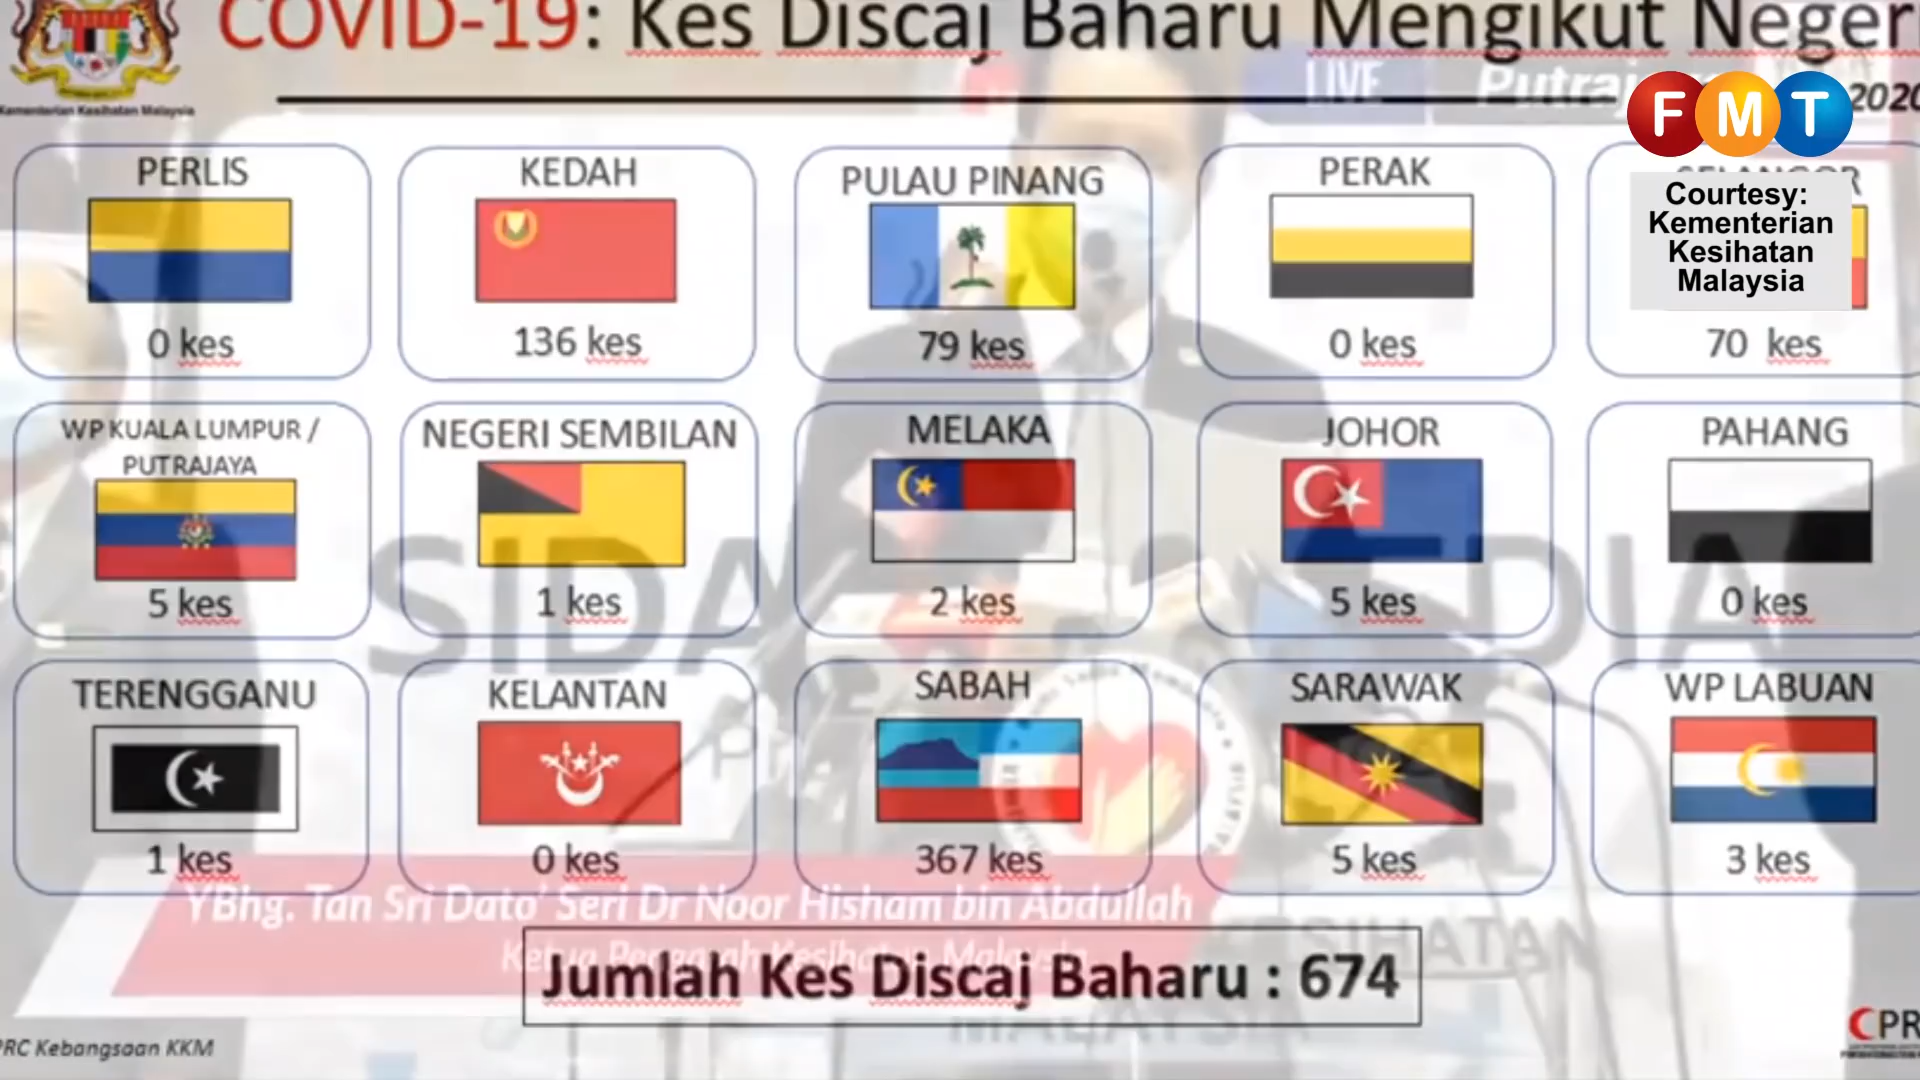 COVID-19: Kes Discaj Baharu Mengikut Neger
Kementerian Kesihatan Malaysia
LIVE
2020
FMT
Courtesy:
Kementerian
Kesihatan
Malaysia
PERLIS
0 kes
KEDAH
136 kes
PULAU PINANG
79 kes
PERAK
0 kes
SELANGOR
70 kes
WP KUALA LUMPUR /
PUTRAJAYA
5 kes
NEGERI SEMBILAN
1 kes
MELAKA
2 kes
JOHOR
5 kes
PAHANG
0 kes
TERENGGANU
1 kes
KELANTAN
0 kes
SABAH
367 kes
SARAWAK
5 kes
WP LABUAN
3 kes
YBhg. Tan Sri Dato' Seri Dr Noor Hisham bin Abdullah
Jumlah Kes Discaj Baharu : 674
PRC Kebangsaan KKM
CPR